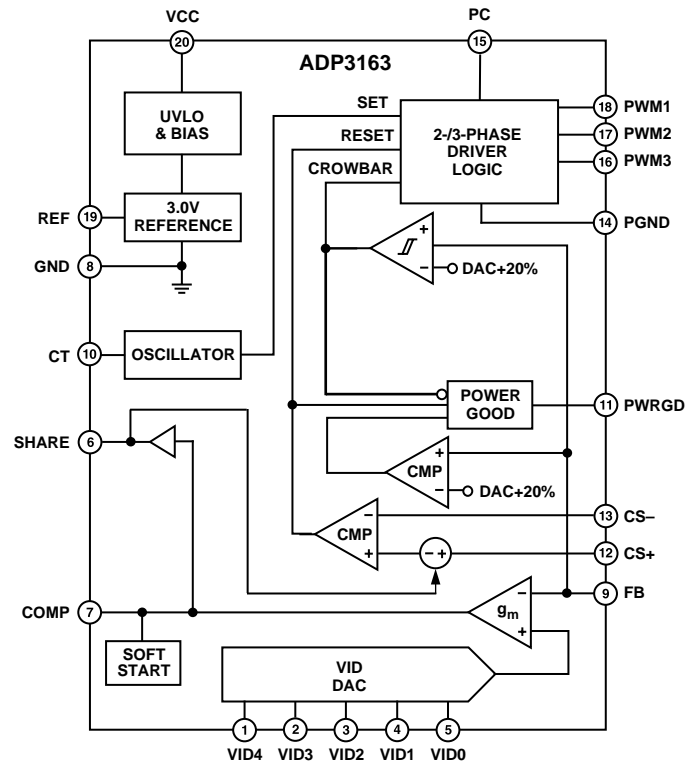 VCC
PC
20
15
ADP3163
UVLO
& BIAS
SET
RESET
CROWBAR
2-/3-PHASE
DRIVER
LOGIC
18 PWM1
17 PWM2
16 PWM3
REF 19
3.0V
REFERENCE
14 PGND
GND 8
+
−
DAC+20%
CT 10
OSCILLATOR
POWER
GOOD
11 PWRGD
SHARE 6
CMP
+
−
DAC+20%
13 CS–
CMP
−
+
− +
12 CS+
9 FB
COMP 7
gm
−
+
SOFT
START
VID
DAC
1 2 3 4 5
VID4 VID3 VID2 VID1 VID0